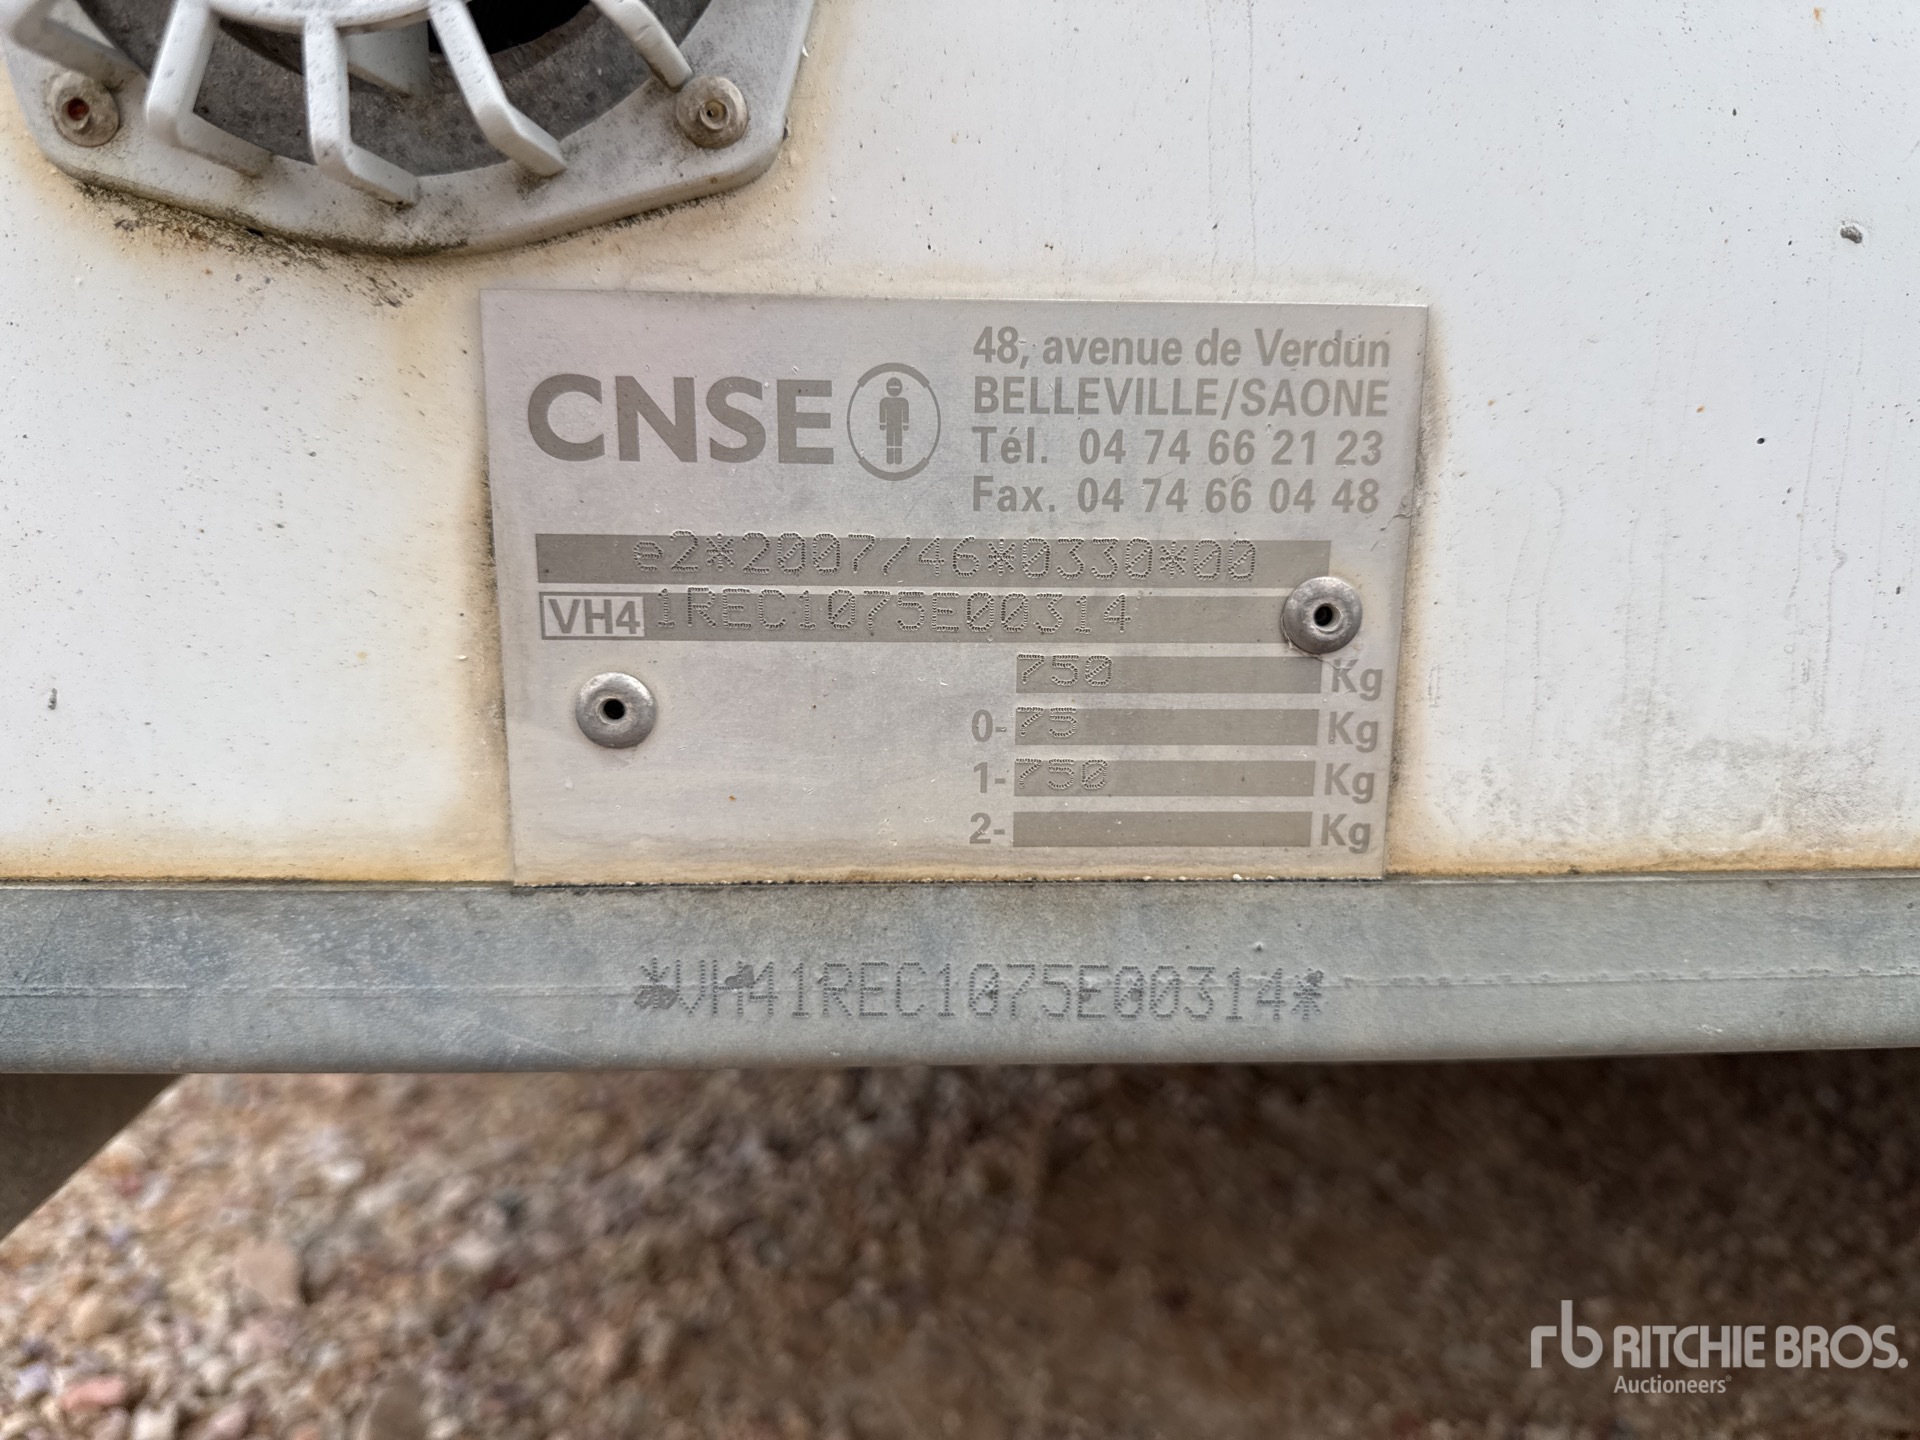 CNSE
48, avenue de Verdun
BELLEVILLE/SAONE
Tél. 04 74 66 21 23
Fax. 04 74 66 04 48
e2*2007/46*0330*00
VH4 1REC1075E00314
750 Kg
0- 75 Kg
1- 750 Kg
2- Kg
*VH41REC1075E00314*
rb RITCHIE BROS.
Auctioneers